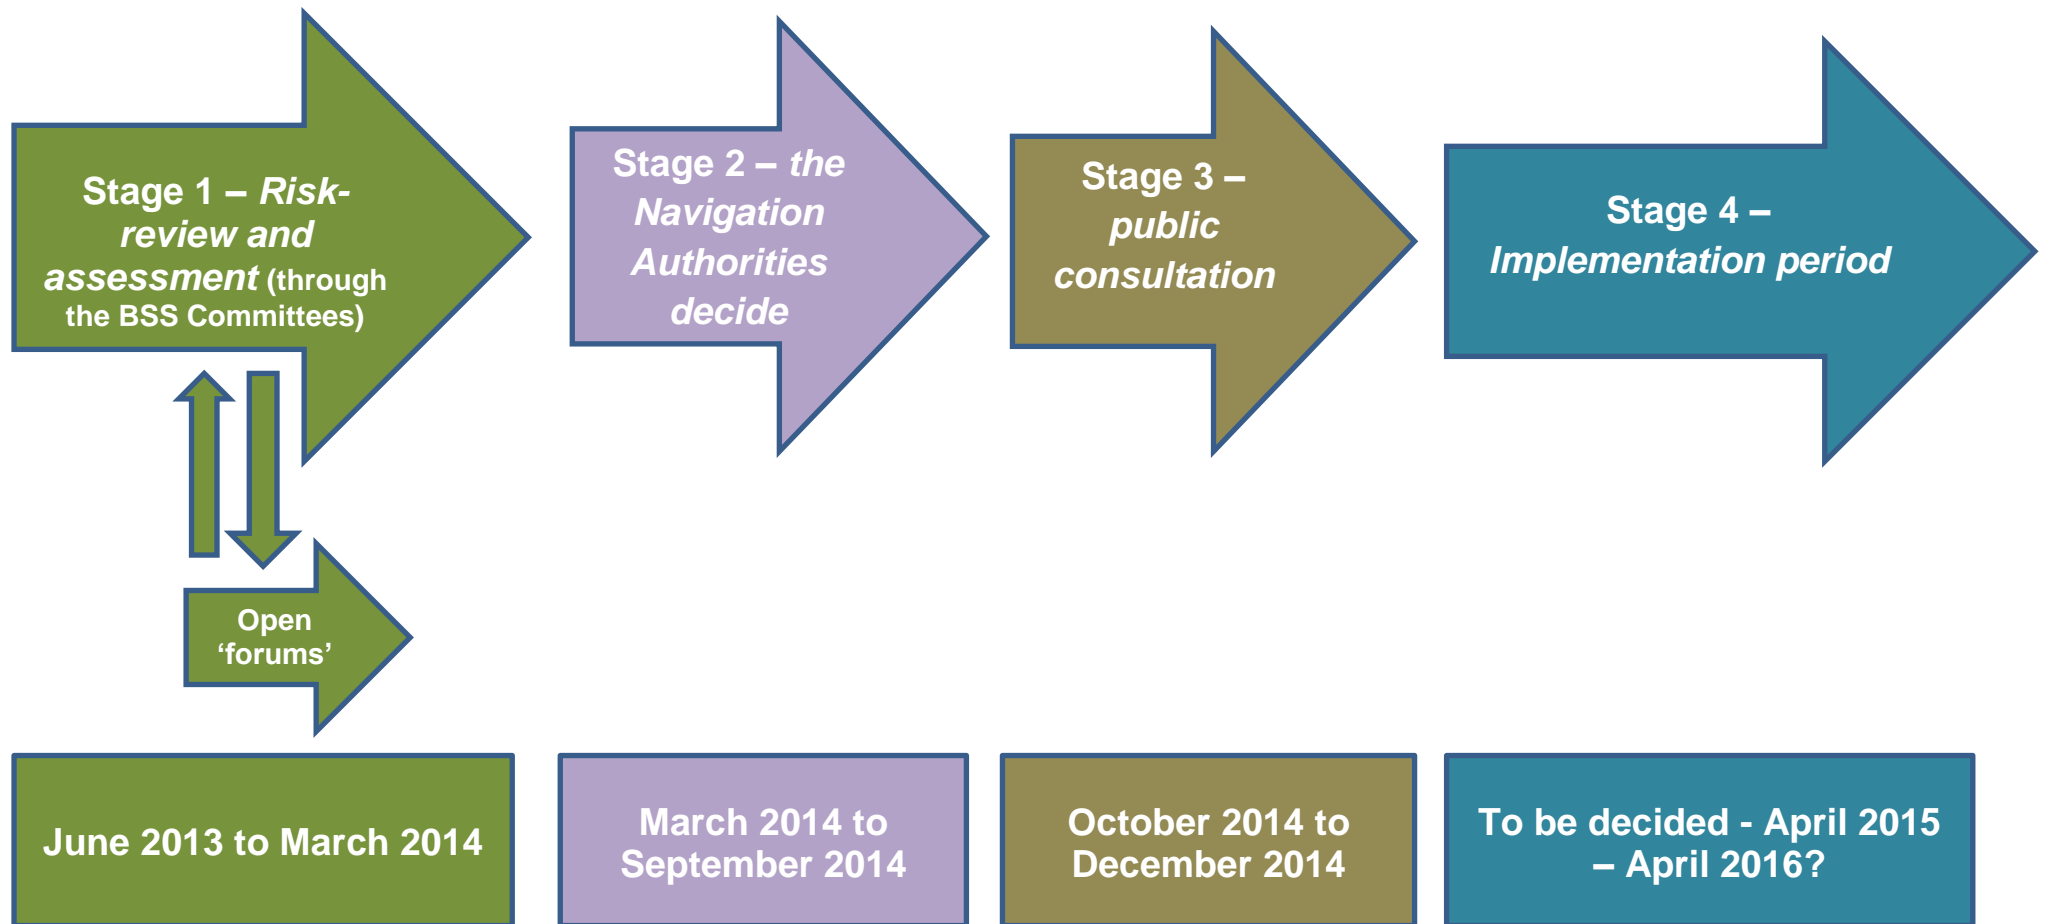 Stage 1 – Risk-
review and
assessment (through
the BSS Committees)
Stage 2 – the
Navigation
Authorities
decide
Stage 3 –
public
consultation
Stage 4 –
Implementation period
Open
‘forums’
June 2013 to March 2014
March 2014 to
September 2014
October 2014 to
December 2014
To be decided - April 2015
– April 2016?